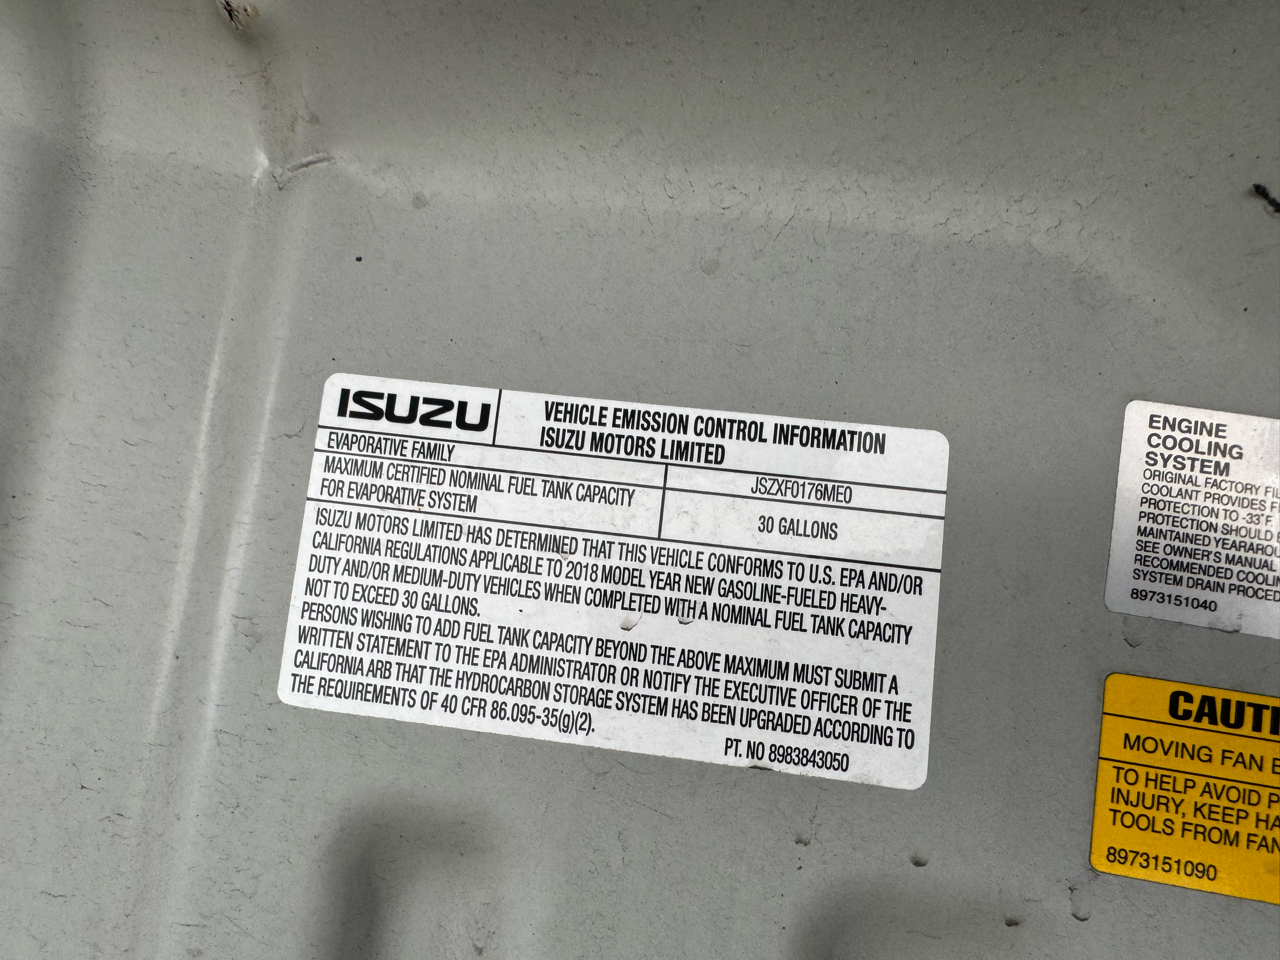 ISUZU
VEHICLE EMISSION CONTROL INFORMATION
ISUZU MOTORS LIMITED
EVAPORATIVE FAMILY
JSZXF0176ME0
MAXIMUM CERTIFIED NOMINAL FUEL TANK CAPACITY
FOR EVAPORATIVE SYSTEM
30 GALLONS
ISUZU MOTORS LIMITED HAS DETERMINED THAT THIS VEHICLE CONFORMS TO U.S. EPA AND/OR
CALIFORNIA REGULATIONS APPLICABLE TO 2018 MODEL YEAR NEW GASOLINE-FUELED HEAVY-
DUTY AND/OR MEDIUM-DUTY VEHICLES WHEN COMPLETED WITH A NOMINAL FUEL TANK CAPACITY
NOT TO EXCEED 30 GALLONS.
PERSONS WISHING TO ADD FUEL TANK CAPACITY BEYOND THE ABOVE MAXIMUM MUST SUBMIT A
WRITTEN STATEMENT TO THE EPA ADMINISTRATOR OR NOTIFY THE EXECUTIVE OFFICER OF THE
CALIFORNIA ARB THAT THE HYDROCARBON STORAGE SYSTEM HAS BEEN UPGRADED ACCORDING TO
THE REQUIREMENTS OF 40 CFR 86.095-35(g)(2).
PT. NO 8983843050
ENGINE
COOLING
SYSTEM
ORIGINAL FACTORY
COOLANT PROVIDES
PROTECTION TO -33°F.
PROTECTION SHOULD
MAINTAINED
SEE OWNER'S MANUAL
RECOMMENDED
SYSTEM DRAIN
8973151040
MOVING FAN
TO HELP AVOID
INJURY, KEEP
TOOLS FROM
8973151090